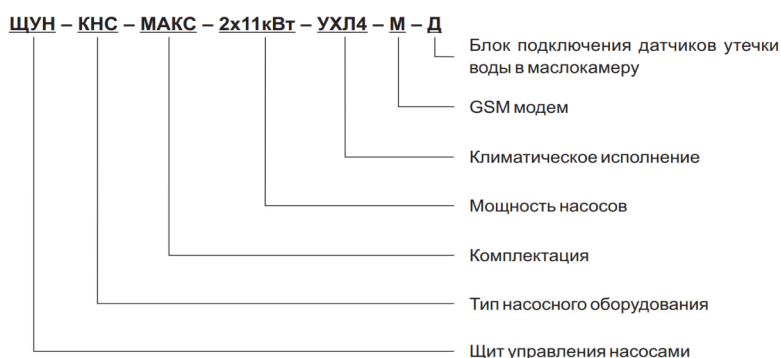 ЩУН – КНС – МАКС – 2х11кВт – УХЛ4 – М – Д
Блок подключения датчиков утечки
воды в маслокамеру
GSM модем
Климатическое исполнение
Мощность насосов
Комплектация
Тип насосного оборудования
Щит управления насосами